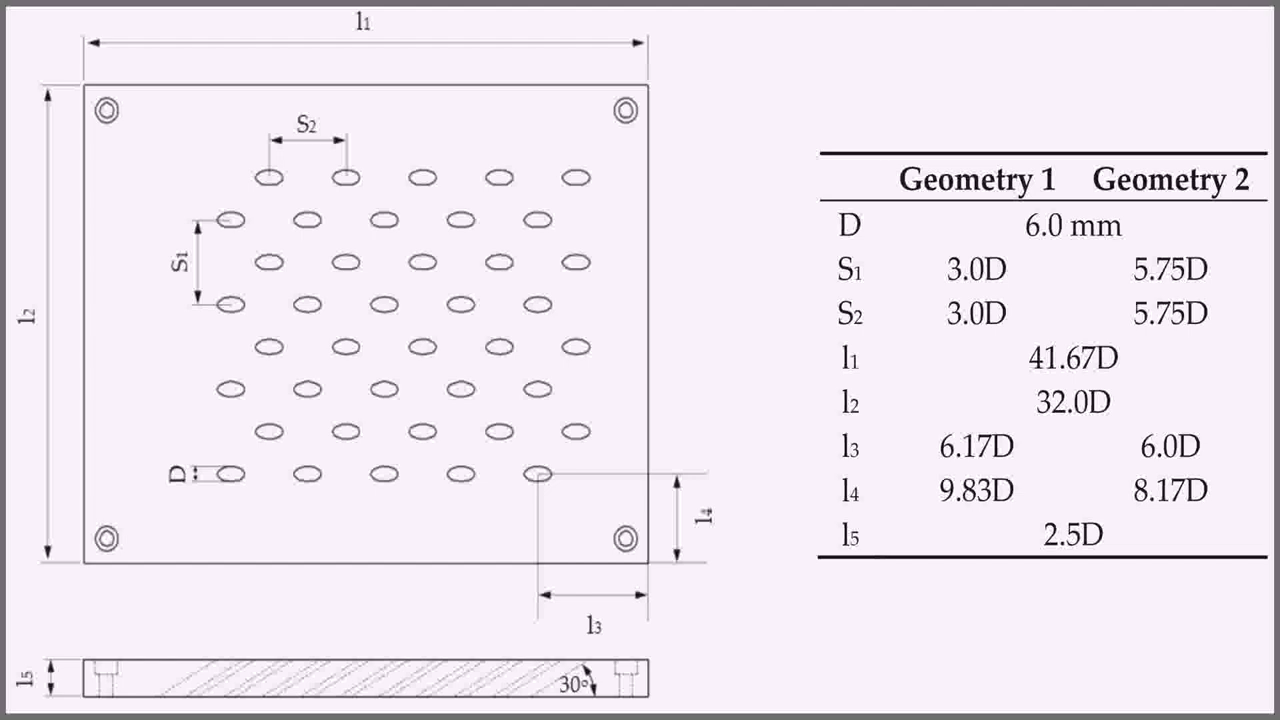 l₁
S₂
S₁
l₂
D
l₄
l₃
l₅
30°
Geometry 1 Geometry 2
D 6.0 mm
S₁ 3.0D 5.75D
S₂ 3.0D 5.75D
l₁ 41.67D
l₂ 32.0D
l₃ 6.17D 6.0D
l₄ 9.83D 8.17D
l₅ 2.5D